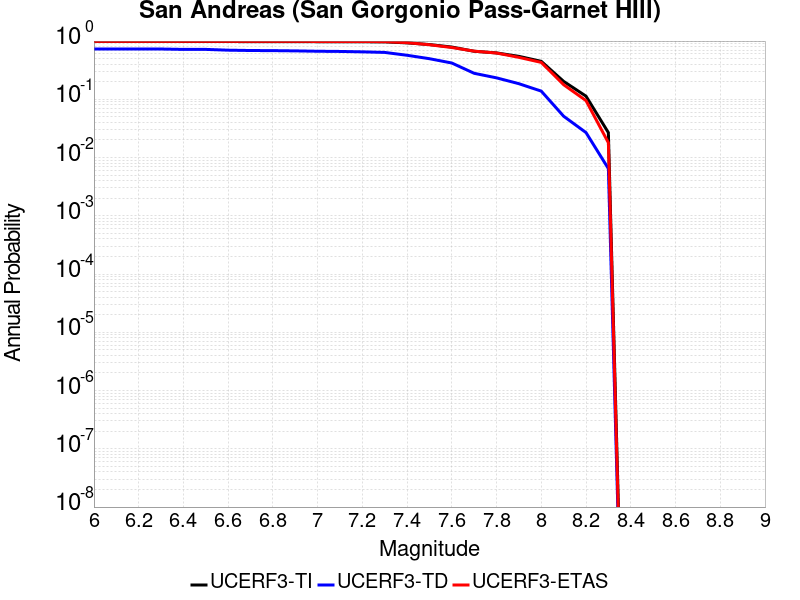 San Andreas (San Gorgonio Pass-Garnet HIll)
10^0
10^-1
10^-2
10^-3
10^-4
10^-5
10^-6
10^-7
10^-8
Annual Probability
6 6.2 6.4 6.6 6.8 7 7.2 7.4 7.6 7.8 8 8.2 8.4 8.6 8.8 9
Magnitude
UCERF3-TI UCERF3-TD UCERF3-ETAS